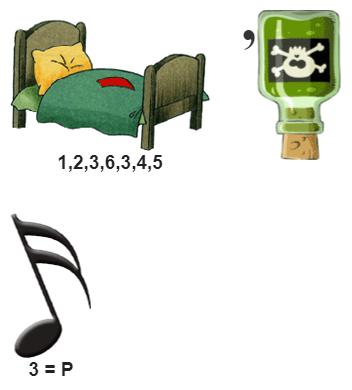 1,2,3,6,3,4,5
,
3 = P